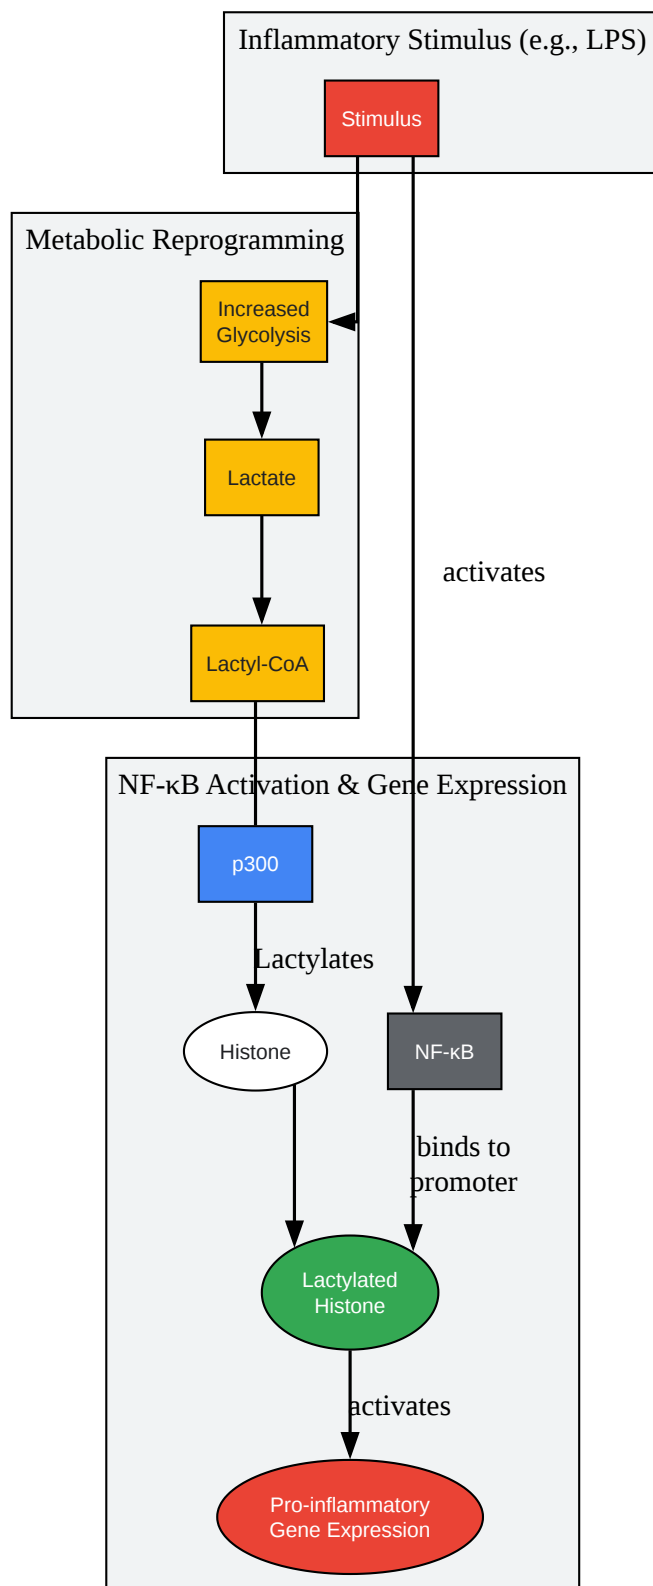 Inflammatory Stimulus (e.g., LPS)
Stimulus
Metabolic Reprogramming
Increased
Glycolysis
Lactate
activates
Lactyl-CoA
NF-κB Activation & Gene Expression
p300
Lactylates
Histone
NF-κB
binds to
promoter
Lactylated
Histone
activates
Pro-inflammatory
Gene Expression